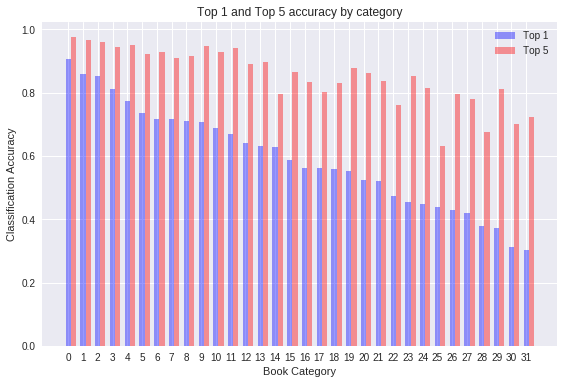 Top 1 and Top 5 accuracy by category
Top 1
Top 5
1.0
0.8
0.6
0.4
0.2
0.0
Classification Accuracy
0 1 2 3 4 5 6 7 8 9 10 11 12 13 14 15 16 17 18 19 20 21 22 23 24 25 26 27 28 29 30 31
Book Category